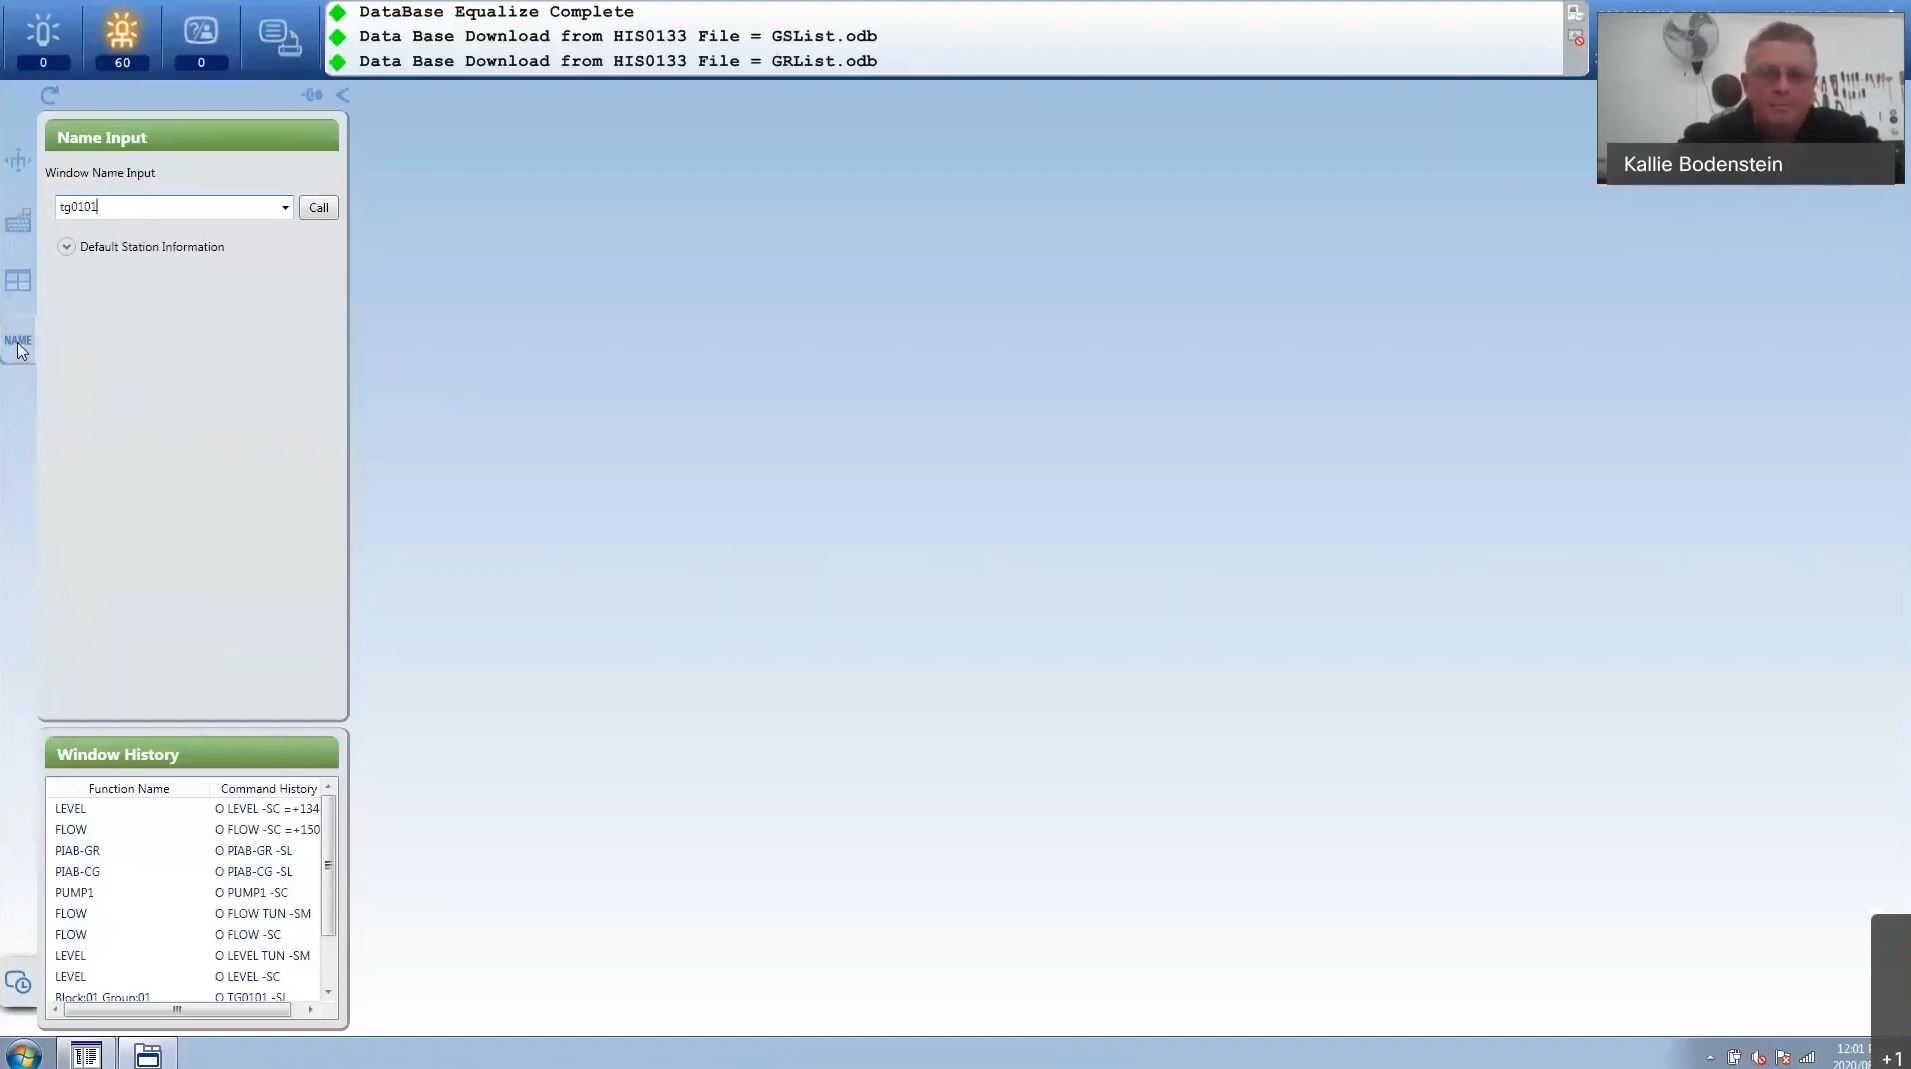 DataBase Equalize Complete
Data Base Download from HIS0133 File = GSList.odb
Data Base Download from HIS0133 File = GRList.odb
0
60
0
Kallie Bodenstein
Name Input
Window Name Input
tg0101
Call
Default Station Information
NAME
Window History
Function Name Command History
LEVEL O LEVEL -SC =+134
FLOW O FLOW -SC =+150
PIAB-GR O PIAB-GR -SL
PIAB-CG O PIAB-CG -SL
PUMP1 O PUMP1 -SC
FLOW O FLOW TUN -SM
FLOW O FLOW -SC
LEVEL O LEVEL TUN -SM
LEVEL O LEVEL -SC
Block:01 Group:01 O TG0101 -SL
12:01
2020/08
+1